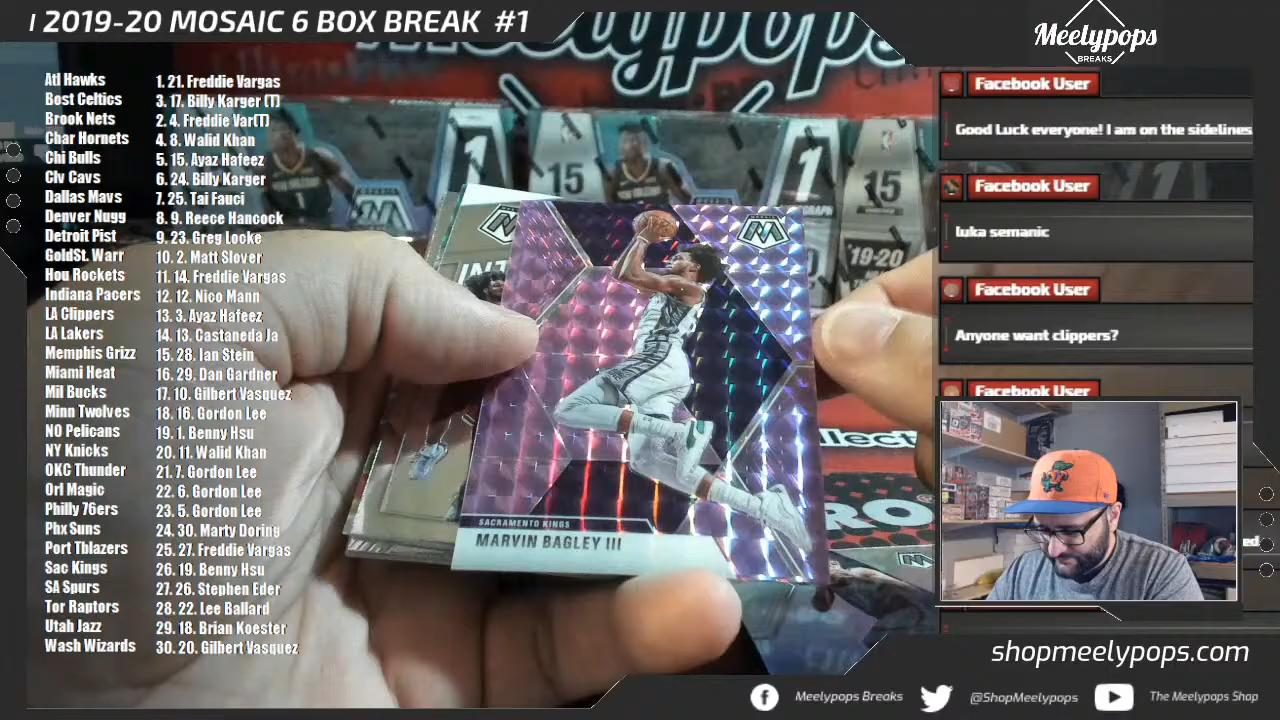 I 2019-20 MOSAIC 6 BOX BREAK #1
Meelypops
BREAKS
Meelypops
Atl Hawks 1. 21. Freddie Vargas
Bost Celtics 3. 17. Billy Karger (T)
Brook Nets 2. 4. Freddie Var(T)
Char Hornets 4. 8. Walid Khan
Chi Bulls 5. 15. Ayaz Hafeez
Clv Cavs 6. 24. Billy Karger
Dallas Mavs 7. 25. Tai Fauci
Denver Nugg 8. 9. Reece Hancock
Detroit Pist 9. 23. Greg Locke
GoldSt. Warr 10. 2. Matt Slover
Hou Rockets 11. 14. Freddie Vargas
Indiana Pacers 12. 12. Nico Mann
LA Clippers 13. 3. Ayaz Hafeez
LA Lakers 14. 13. Castaneda Ja
Memphis Grizz 15. 28. Ian Stein
Miami Heat 16. 29. Dan Gardner
Mil Bucks 17. 10. Gilbert Vasquez
Minn Twolves 18. 16. Gordon Lee
NO Pelicans 19. 1. Benny Hsu
NY Knicks 20. 11. Walid Khan
OKC Thunder 21. 7. Gordon Lee
Orl Magic 22. 6. Gordon Lee
Philly 76ers 23. 5. Gordon Lee
Phx Suns 24. 30. Marty Doring
Port Tblazers 25. 27. Freddie Vargas
Sac Kings 26. 19. Benny Hsu
SA Spurs 27. 26. Stephen Eder
Tor Raptors 28. 22. Lee Ballard
Utah Jazz 29. 18. Brian Koester
Wash Wizards 30. 20. Gilbert Vasquez
1
15
1
15
19-20
MOSAIC
SACRAMENTO KINGS
MARVIN BAGLEY III
Facebook User
Good Luck everyone! I am on the sidelines
Facebook User
luka semanic
Facebook User
Anyone want clippers?
Facebook User
ed
shopmeelypops.com
Meelypops Breaks
@ShopMeelypops
The Meelypops Shop